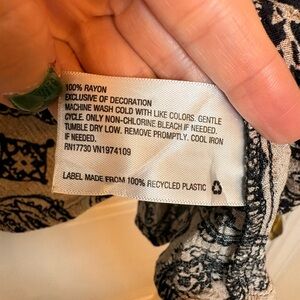 100% RAYON
EXCLUSIVE OF DECORATION
MACHINE WASH COLD WITH LIKE COLORS. GENTLE
CYCLE. ONLY NON-CHLORINE BLEACH IF NEEDED.
TUMBLE DRY LOW. REMOVE PROMPTLY. COOL IRON
IF NEEDED.
RN17730 VN1974109
LABEL MADE FROM 100% RECYCLED PLASTIC